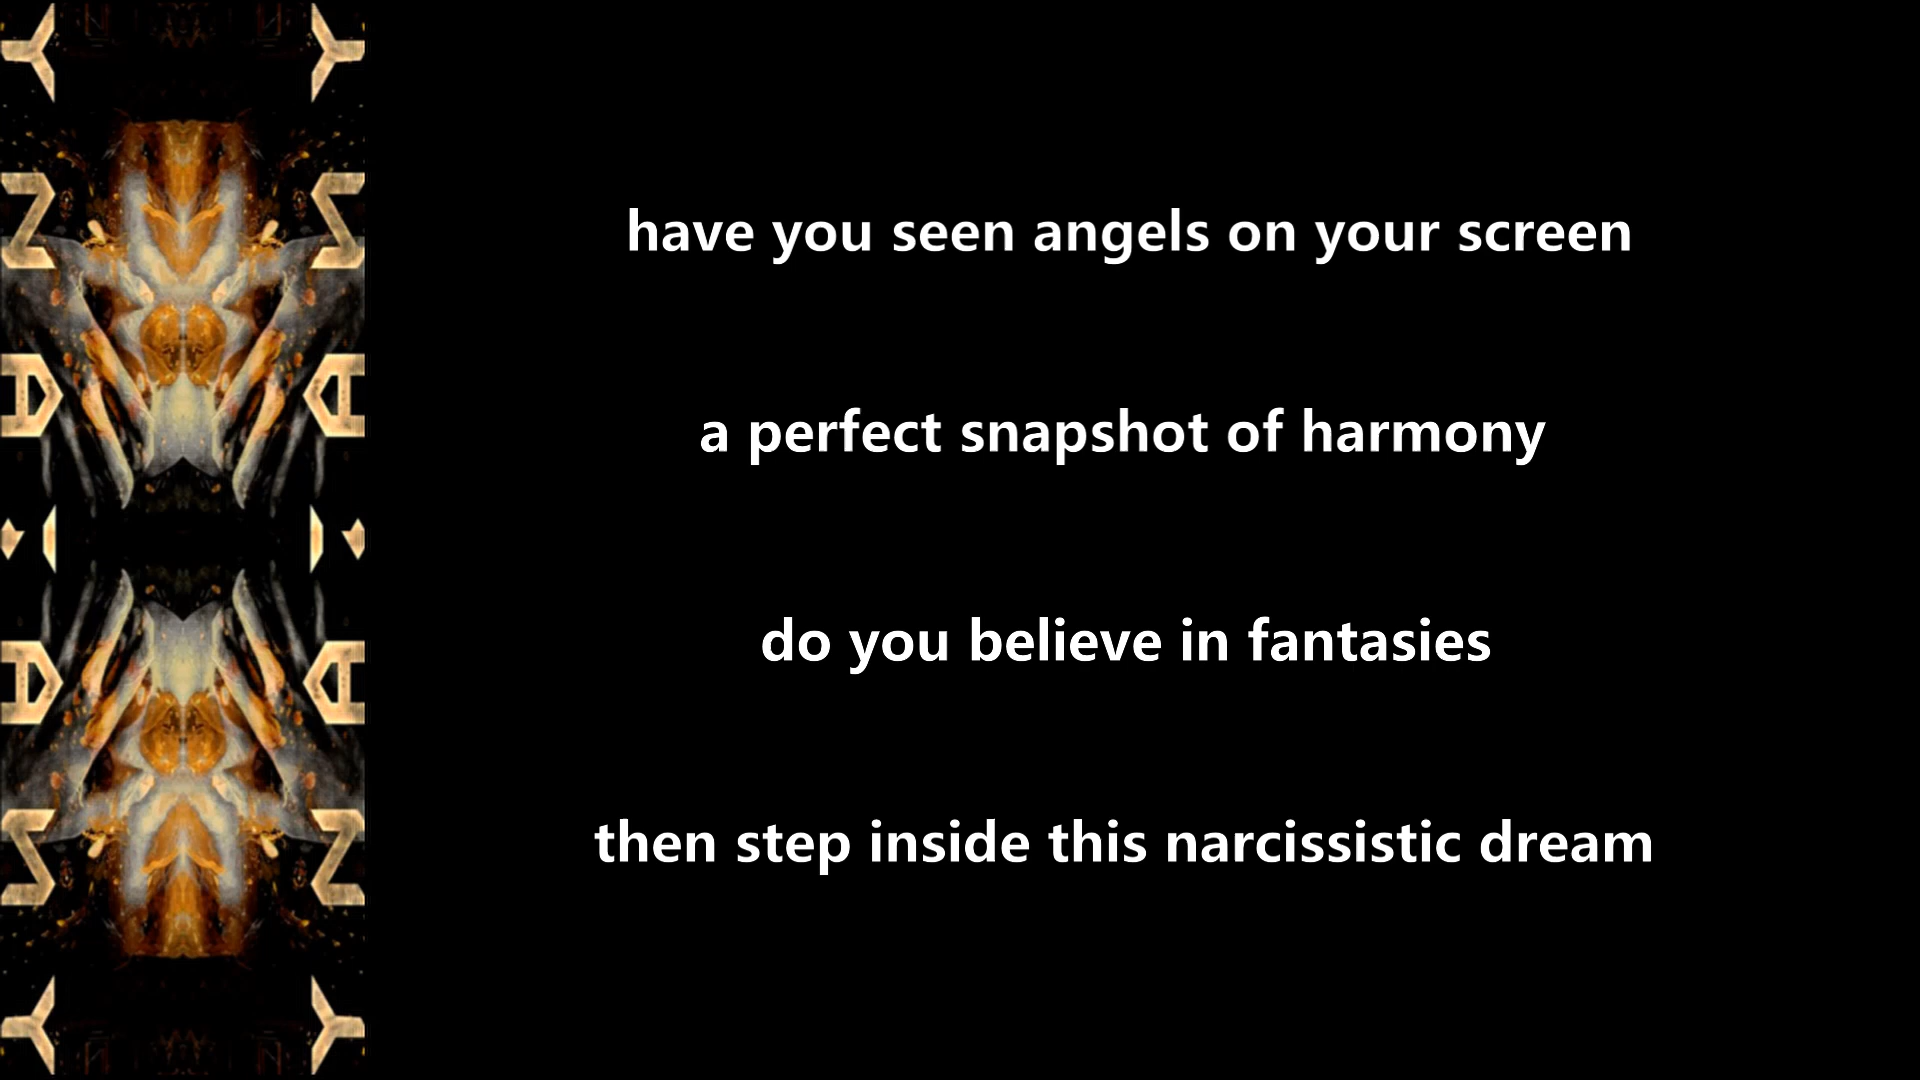 have you seen angels on your screen
a perfect snapshot of harmony
do you believe in fantasies
then step inside this narcissistic dream